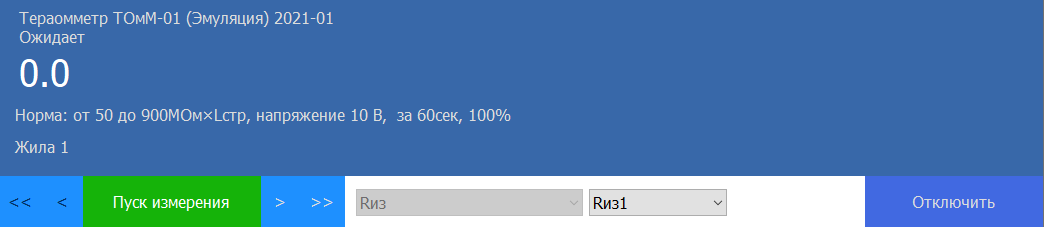 Тераомметр ТОмМ-01 (Эмуляция) 2021-01
Ожидает
0.0
Норма: от 50 до 900МОм×Lстр, напряжение 10 В,  за 60сек, 100%
Жила 1
<< < Пуск измерения > >> Rиз Rиз1 Отключить